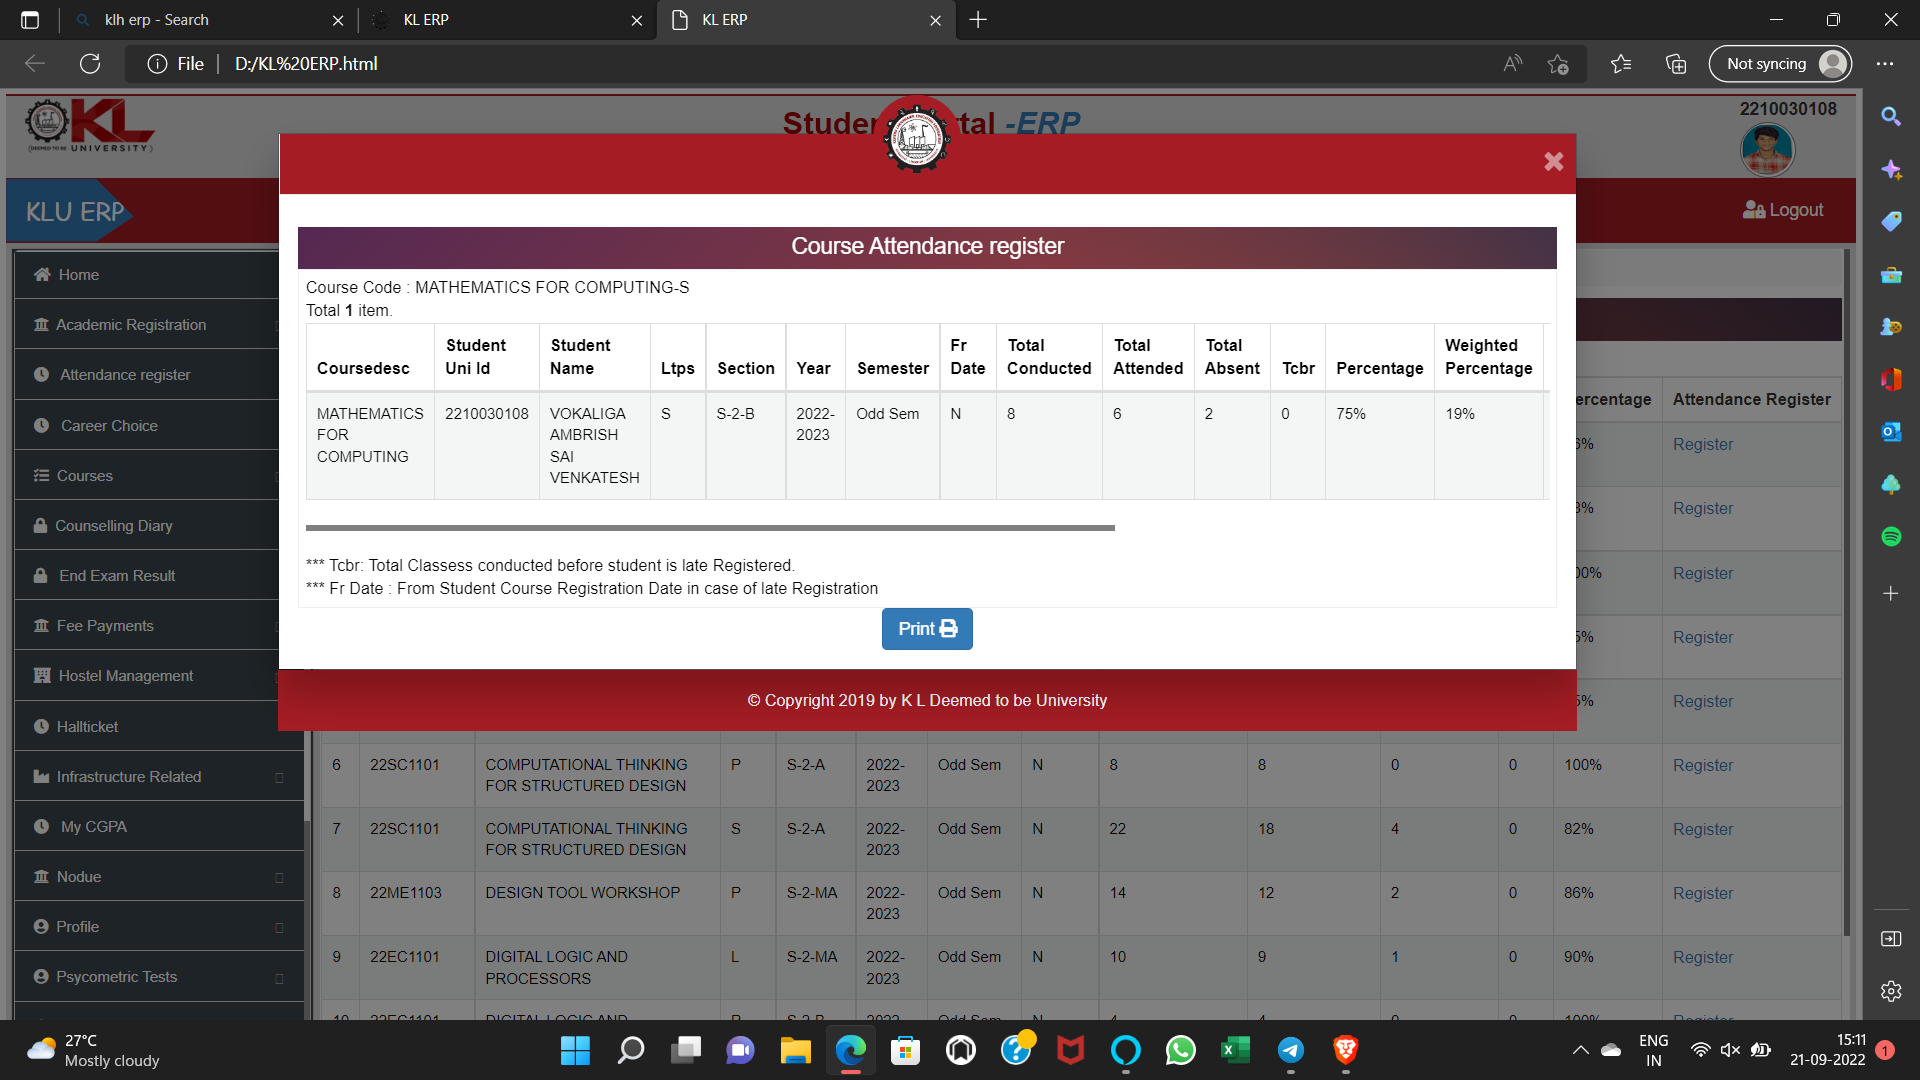 klh erp - Search
KL ERP
KL ERP
File
D:/KL%20ERP.html
Not syncing
KL
(DEEMED TO BE UNIVERSITY)
-ERP
2210030108
KLU ERP
Logout
Home
Academic Registration
Attendance register
Career Choice
Courses
Counselling Diary
End Exam Result
Fee Payments
Hostel Management
Hallticket
Infrastructure Related
My CGPA
Nodue
Profile
Psycometric Tests
Course Attendance register
Course Code : MATHEMATICS FOR COMPUTING-S
Total 1 item.
Coursedesc Student Uni Id Student Name Ltps Section Year Semester Fr Date Total Conducted Total Attended Total Absent Tcbr Percentage Weighted Percentage
MATHEMATICS FOR COMPUTING 2210030108 VOKALIGA AMBRISH SAI VENKATESH S S-2-B 2022-2023 Odd Sem N 8 6 2 0 75% 19%
*** Tcbr: Total Classess conducted before student is late Registered.
*** Fr Date : From Student Course Registration Date in case of late Registration
Print
© Copyright 2019 by K L Deemed to be University
Attendance Register
Register
Register
Register
Register
Register
6 22SC1101 COMPUTATIONAL THINKING FOR STRUCTURED DESIGN P S-2-A 2022-2023 Odd Sem N 8 8 0 0 100% Register
7 22SC1101 COMPUTATIONAL THINKING FOR STRUCTURED DESIGN S S-2-A 2022-2023 Odd Sem N 22 18 4 0 82% Register
8 22ME1103 DESIGN TOOL WORKSHOP P S-2-MA 2022-2023 Odd Sem N 14 12 2 0 86% Register
9 22EC1101 DIGITAL LOGIC AND PROCESSORS L S-2-MA 2022-2023 Odd Sem N 10 9 1 0 90% Register
27°C
Mostly cloudy
ENG
IN
15:11
21-09-2022
1